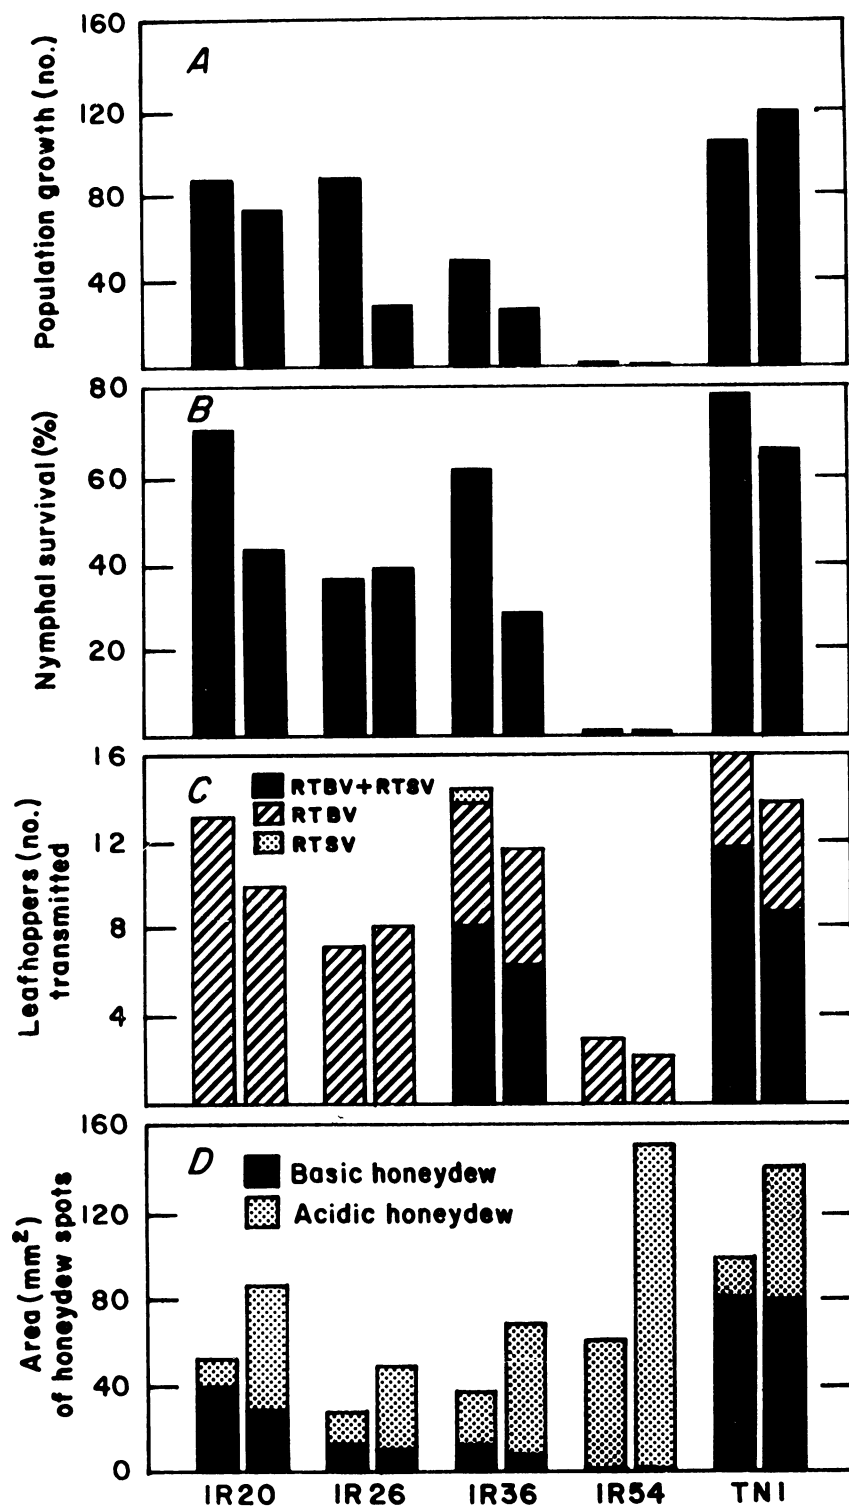 160
A
120
80
40
Population growth (no.)
80
B
60
40
20
Nymphal survival (%)
16
C
RTBV+RTSV
RTBV
RTSV
12
8
4
Leafhoppers (no.)
transmitted
160
D
Basic honeydew
Acidic honeydew
120
80
40
0
Area (mm²)
of honeydew spots
IR20 IR26 IR36 IR54 TN1